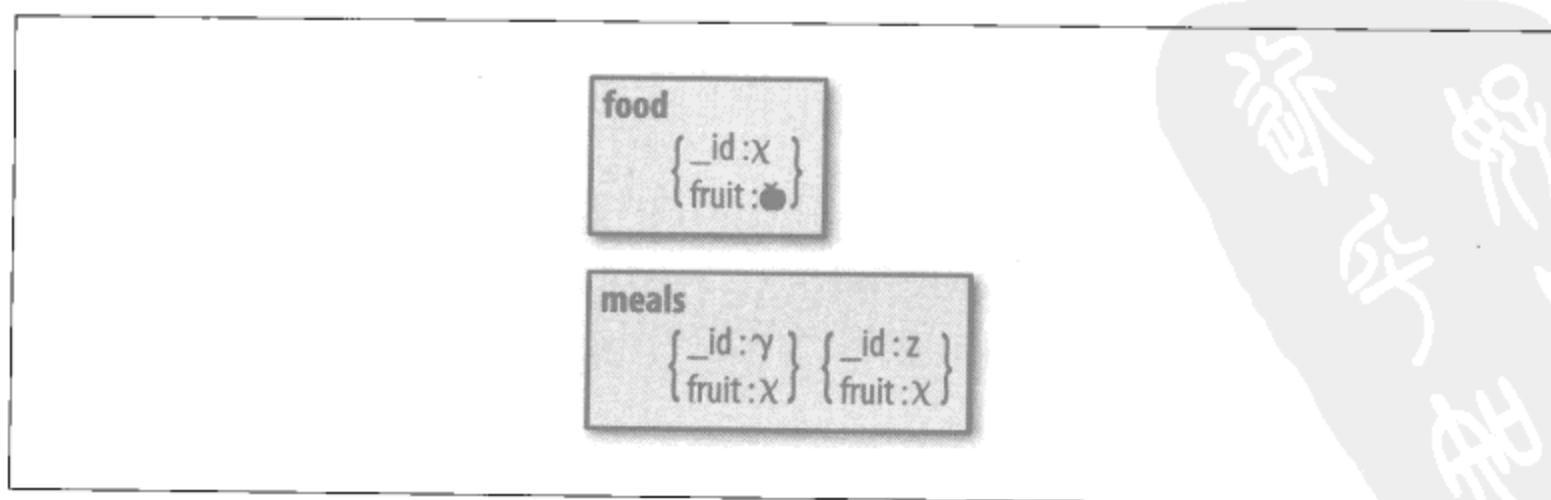 food
{ _id : χ
fruit : }
meals
{ _id : γ } { _id : z }
{ fruit : χ } { fruit : χ }